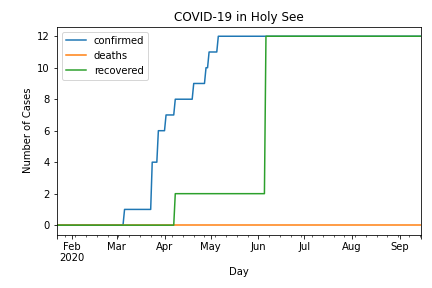 COVID-19 in Holy See
confirmed
deaths
recovered
12
10
8
6
4
2
0
Number of Cases
Feb Mar Apr May Jun Jul Aug Sep
2020
Day